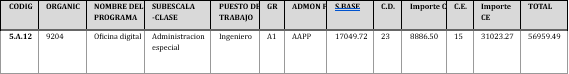 CODIG ORGANIC NOMBRE DEL SUBESCALA PUESTO DE GR ADMON S.BASE C.D. Importe C.E. Importe TOTAL
PROGRAMA -CLASE TRABAJO CE
5.A.12 9204 Oficina digital Administracion Ingeniero A1 AAPP 17049.72 23 8886.50 15 31023.27 56959.49
especial